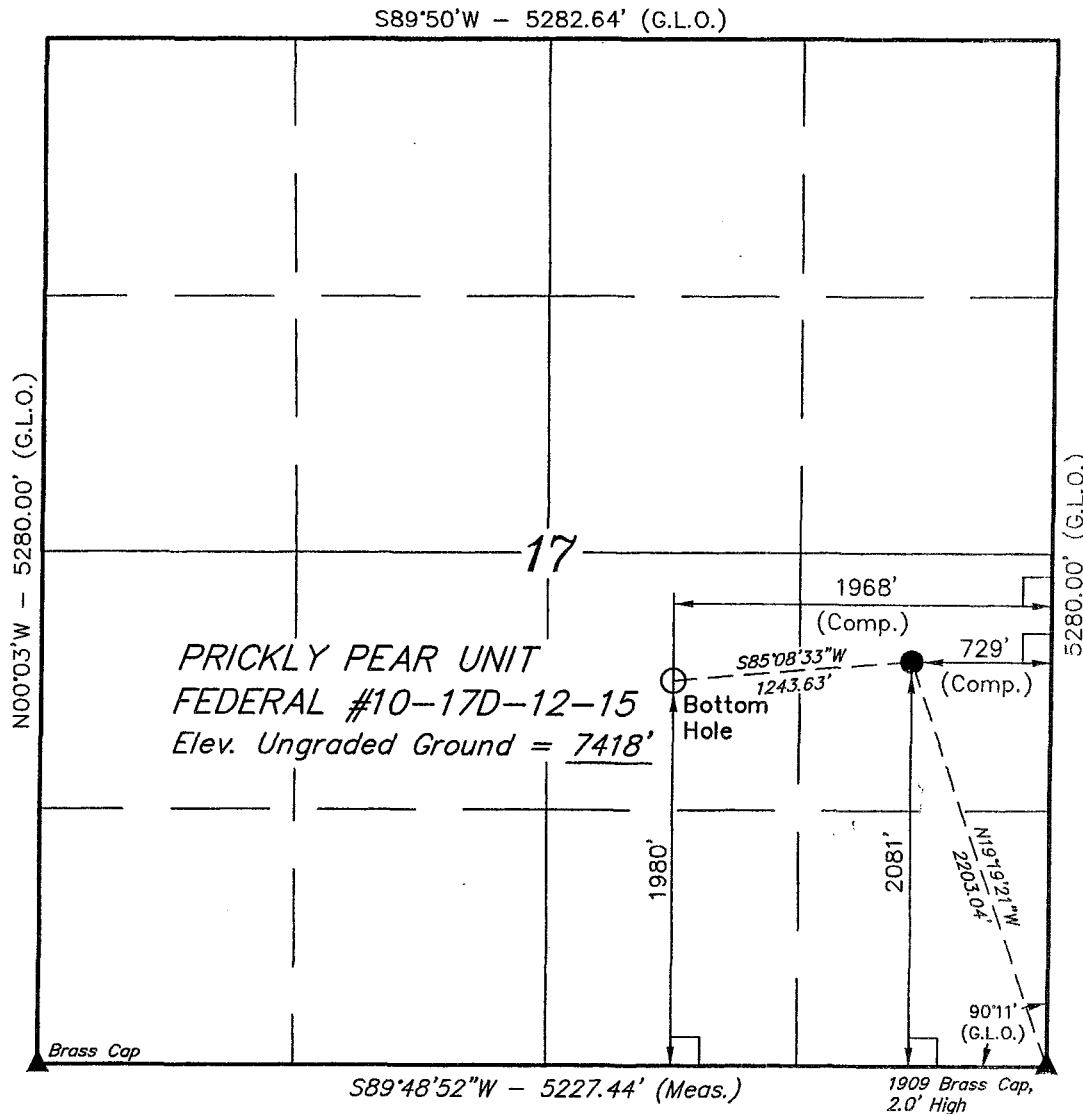 S89°50'W – 5282.64' (G.L.O.)
N00°03'W – 5280.00' (G.L.O.)
5280.00' (G.L.O.)
17
1968'
(Comp.)
729'
(Comp.)
S85°08'33"W
1243.63'
Bottom
Hole
PRICKLY PEAR UNIT
FEDERAL #10–17D–12–15
Elev. Ungraded Ground = 7418'
1980'
2081'
N19°19'21"W
2203.04'
90°11'
(G.L.O.)
Brass Cap
S89°48'52"W – 5227.44' (Meas.)
1909 Brass Cap,
2.0' High